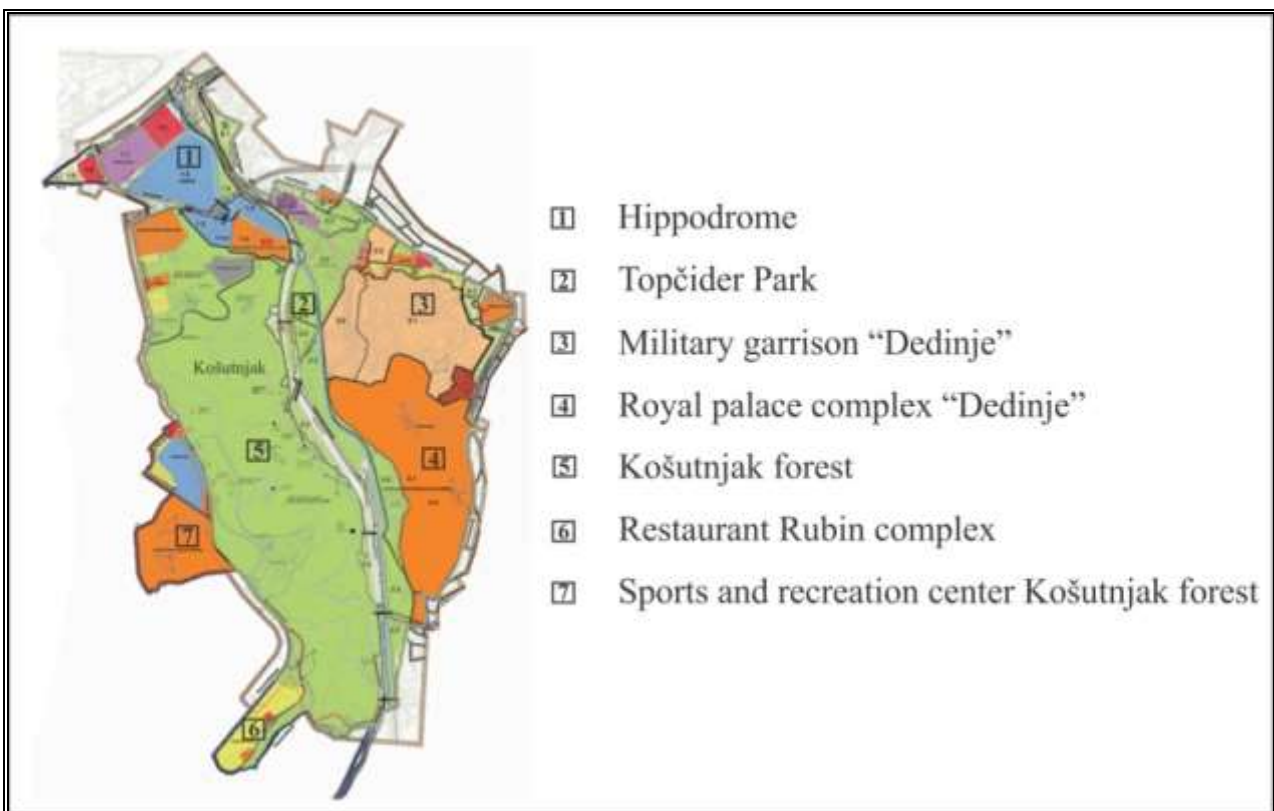 1 Hippodrome
2 Topčider Park
3 Military garrison “Dedinje”
4 Royal palace complex “Dedinje”
5 Košutnjak forest
6 Restaurant Rubin complex
7 Sports and recreation center Košutnjak forest
1
2
3
Košutnjak
4
5
7
6